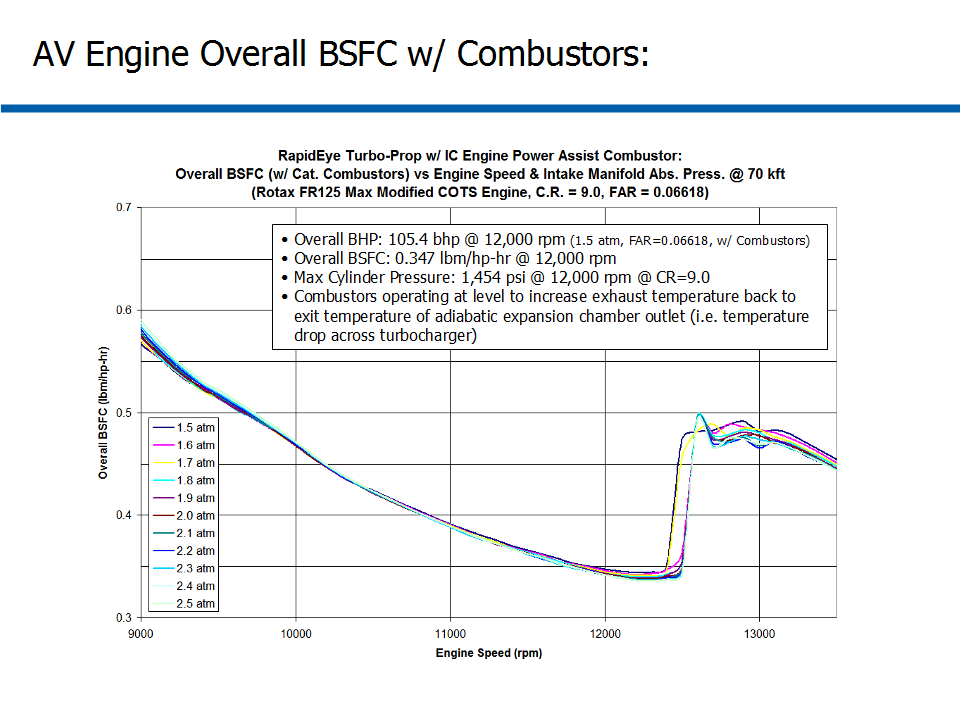 AV Engine Overall BSFC w/ Combustors:
RapidEye Turbo-Prop w/ IC Engine Power Assist Combustor:
Overall BSFC (w/ Cat. Combustors) vs Engine Speed & Intake Manifold Abs. Press. @ 70 kft
(Rotax FR125 Max Modified COTS Engine, C.R. = 9.0, FAR = 0.06618)
• Overall BHP: 105.4 bhp @ 12,000 rpm (1.5 atm, FAR=0.06618, w/ Combustors)
• Overall BSFC: 0.347 lbm/hp-hr @ 12,000 rpm
• Max Cylinder Pressure: 1,454 psi @ 12,000 rpm @ CR=9.0
• Combustors operating at level to increase exhaust temperature back to
exit temperature of adiabatic expansion chamber outlet (i.e. temperature
drop across turbocharger)
0.7
0.6
0.5
0.4
0.3
Overall BSFC (lbm/hp-hr)
1.5 atm
1.6 atm
1.7 atm
1.8 atm
1.9 atm
2.0 atm
2.1 atm
2.2 atm
2.3 atm
2.4 atm
2.5 atm
9000
10000
11000
12000
13000
Engine Speed (rpm)